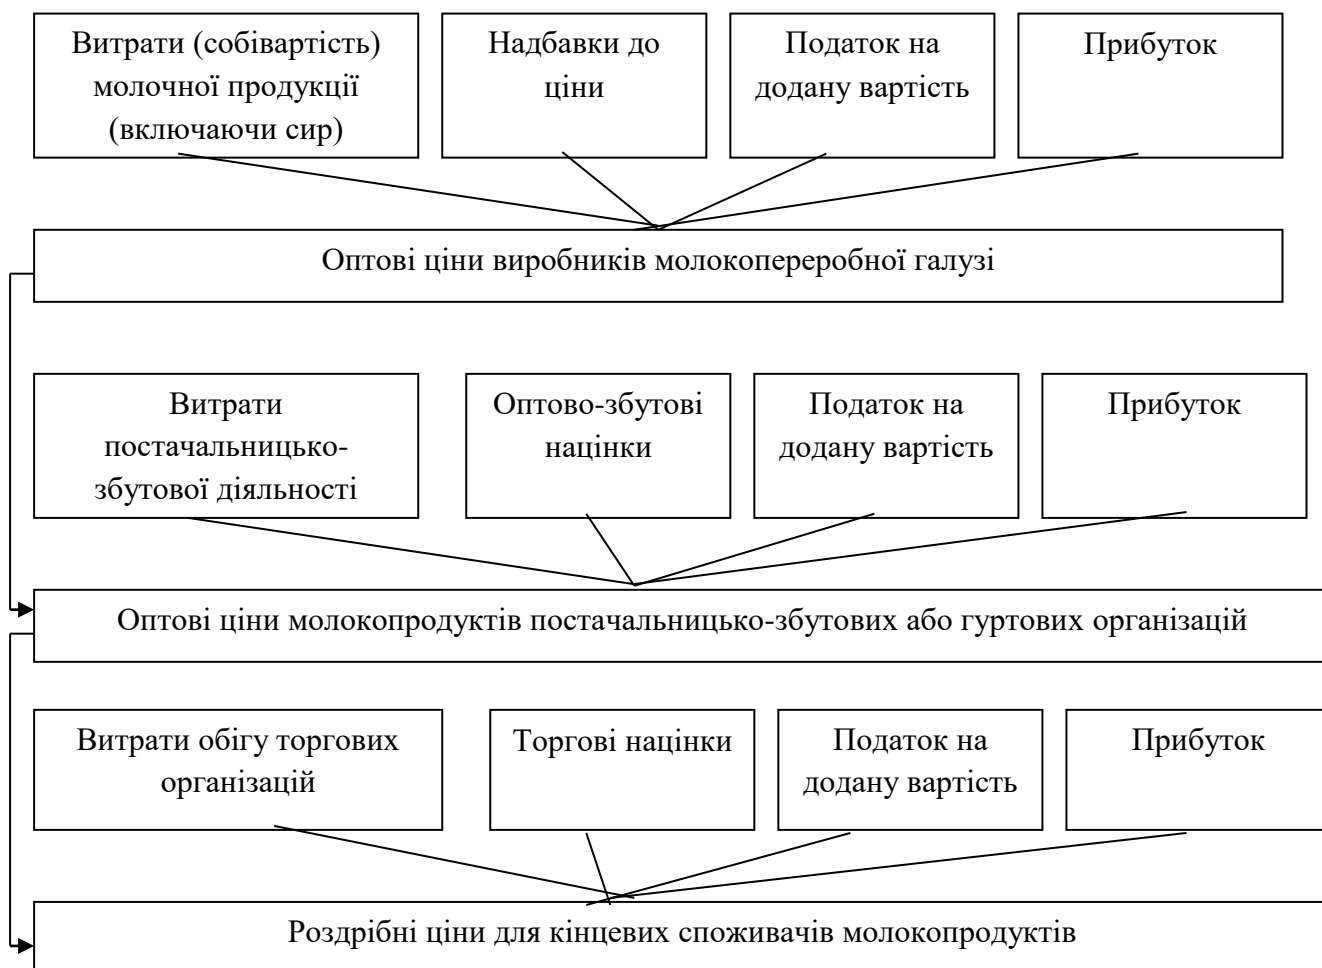 Витрати (собівартість)
молочної продукції
(включаючи сир)
Надбавки до
ціни
Податок на
додану вартість
Прибуток
Оптові ціни виробників молокопереробної галузі
Витрати
постачальницько-
збутової діяльності
Оптово-збутові
націнки
Податок на
додану вартість
Прибуток
Оптові ціни молокопродуктів постачальницько-збутових або гуртових організацій
Витрати обігу торгових
організацій
Торгові націнки
Податок на
додану вартість
Прибуток
Роздрібні ціни для кінцевих споживачів молокопродуктів